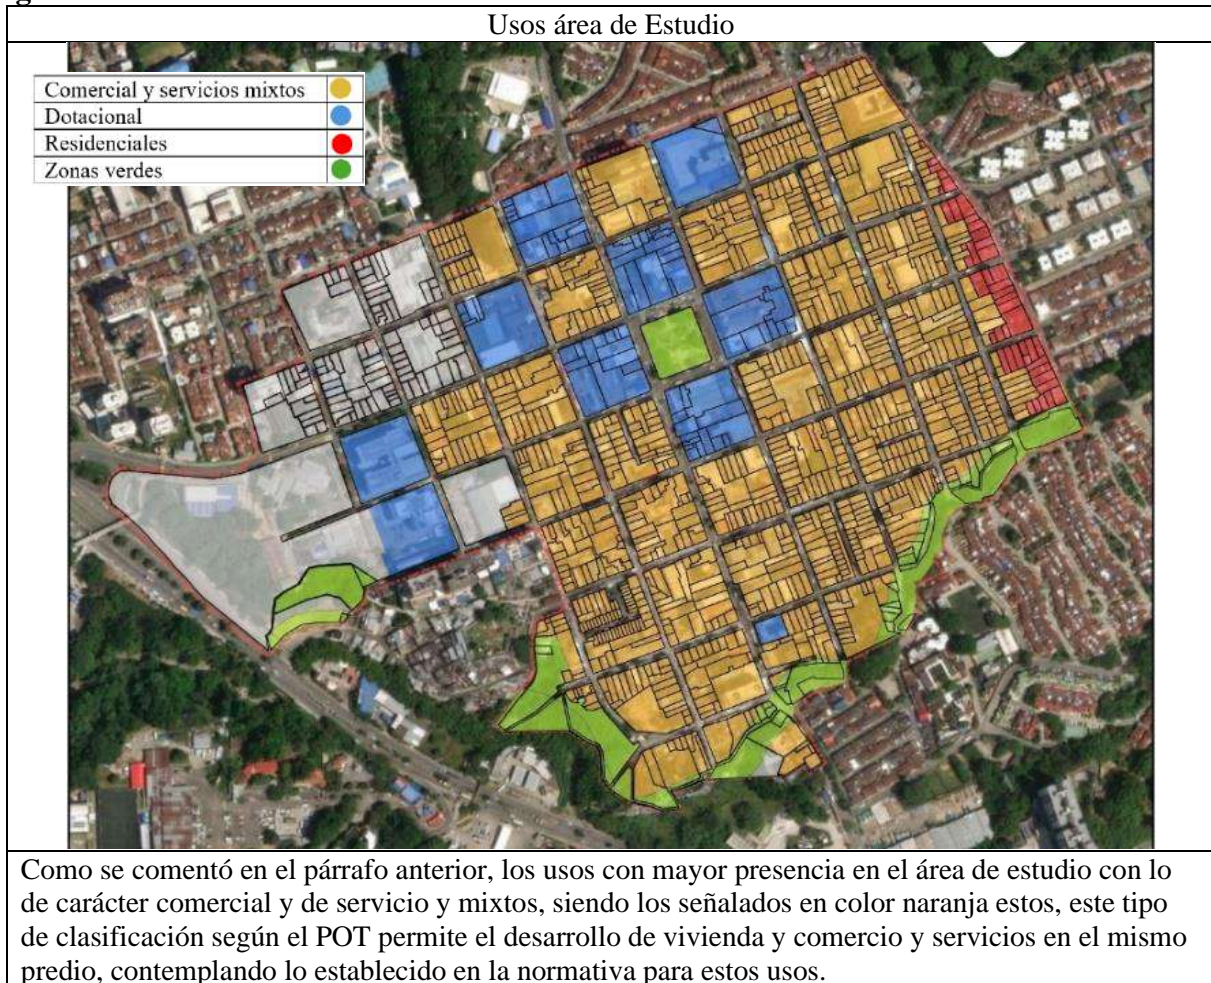 Usos área de Estudio
Comercial y servicios mixtos
Dotacional
Residenciales
Zonas verdes
Como se comentó en el párrafo anterior, los usos con mayor presencia en el área de estudio con lo
de carácter comercial y de servicio y mixtos, siendo los señalados en color naranja estos, este tipo
de clasificación según el POT permite el desarrollo de vivienda y comercio y servicios en el mismo
predio, contemplando lo establecido en la normativa para estos usos.